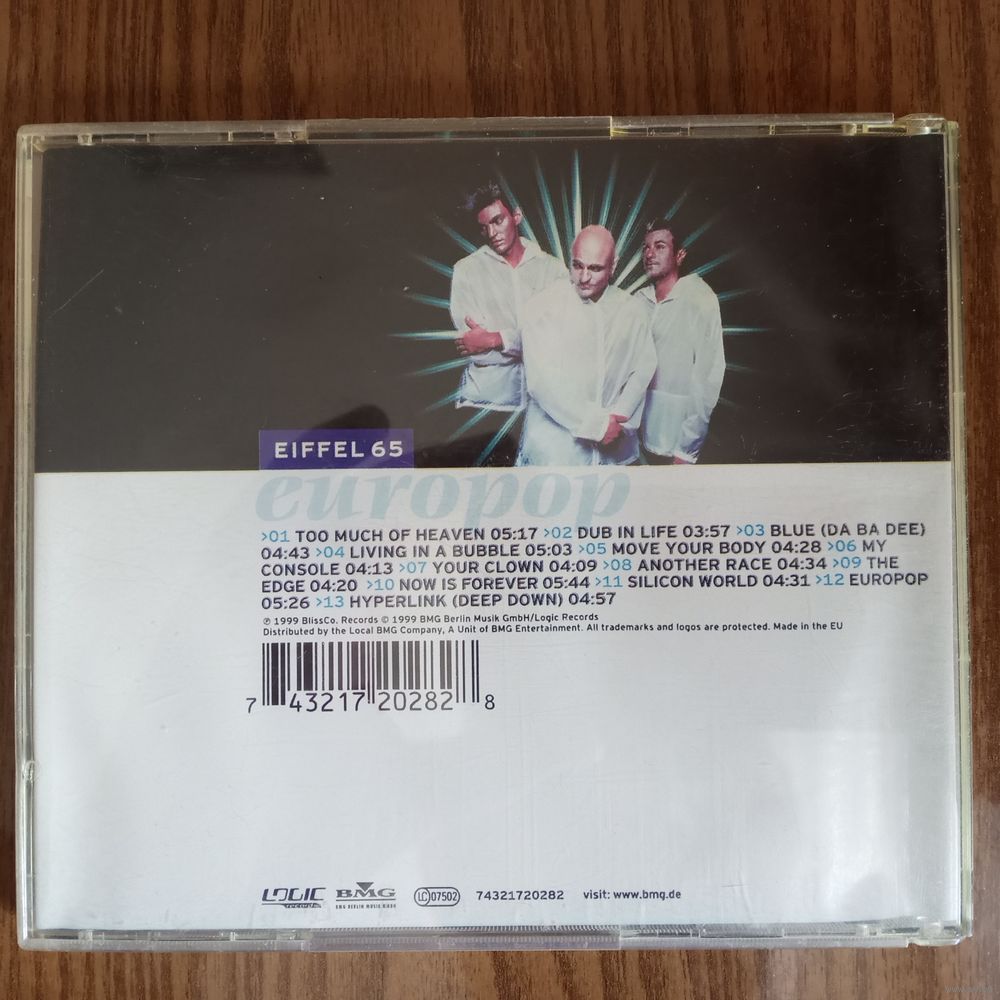 EIFFEL 65
europop
>01 TOO MUCH OF HEAVEN 05:17 >02 DUB IN LIFE 03:57 >03 BLUE (DA BA DEE)
04:43 >04 LIVING IN A BUBBLE 05:03 >05 MOVE YOUR BODY 04:28 >06 MY
CONSOLE 04:13 >07 YOUR CLOWN 04:09 >08 ANOTHER RACE 04:34 >09 THE
EDGE 04:20 >10 NOW IS FOREVER 05:44 >11 SILICON WORLD 04:31 >12 EUROPOP
05:26 >13 HYPERLINK (DEEP DOWN) 04:57
℗ 1999 BlissCo. Records © 1999 BMG Berlin Musik GmbH/Logic Records
Distributed by the Local BMG Company, A Unit of BMG Entertainment. All trademarks and logos are protected. Made in the EU
7 43217 20282 8
LOGIC records BMG LC 07502 74321720282 visit: www.bmg.de
BMG BERLIN MUSIK GMBH